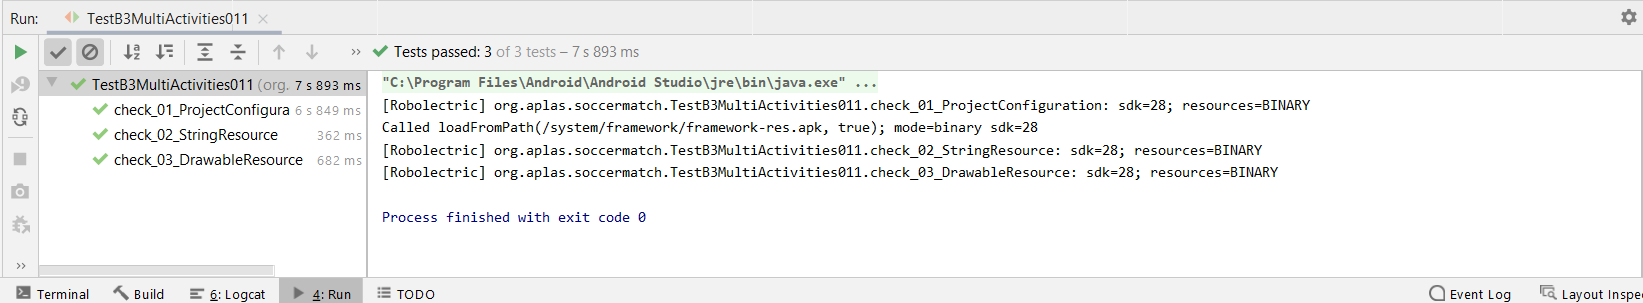 Run: TestB3MultiActivities011
Tests passed: 3 of 3 tests – 7 s 893 ms
TestB3MultiActivities011 (org. 7 s 893 ms
check_01_ProjectConfigura 6 s 849 ms
check_02_StringResource 362 ms
check_03_DrawableResource 682 ms
"C:\Program Files\Android\Android Studio\jre\bin\java.exe" ...
[Robolectric] org.aplas.soccermatch.TestB3MultiActivities011.check_01_ProjectConfiguration: sdk=28; resources=BINARY
Called loadFromPath(/system/framework/framework-res.apk, true); mode=binary sdk=28
[Robolectric] org.aplas.soccermatch.TestB3MultiActivities011.check_02_StringResource: sdk=28; resources=BINARY
[Robolectric] org.aplas.soccermatch.TestB3MultiActivities011.check_03_DrawableResource: sdk=28; resources=BINARY
Process finished with exit code 0
Terminal Build 6: Logcat 4: Run TODO Event Log Layout Inspe